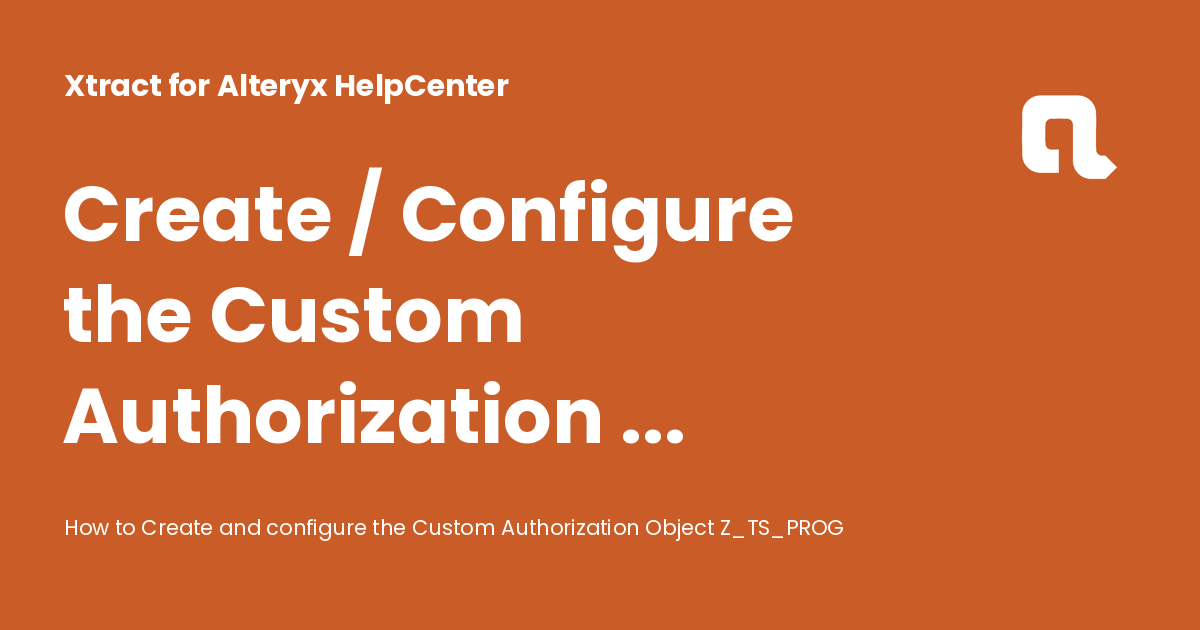 Xtract for Alteryx HelpCenter
Create / Configure
the Custom
Authorization ...
How to Create and configure the Custom Authorization Object Z_TS_PROG